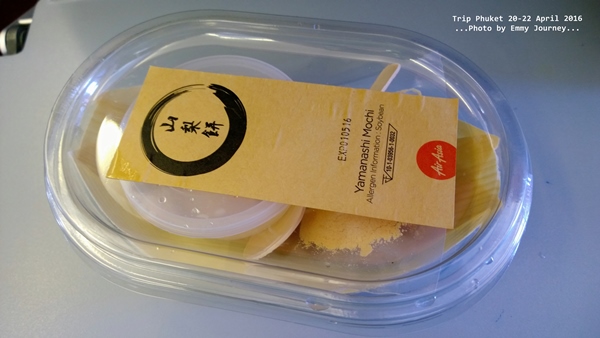 Trip Phuket 20-22 April 2016
...Photo by Emmy Journey...
山梨餅
EXP010516
Yamanashi Mochi
Allergen Information: Soybean
AirAsia